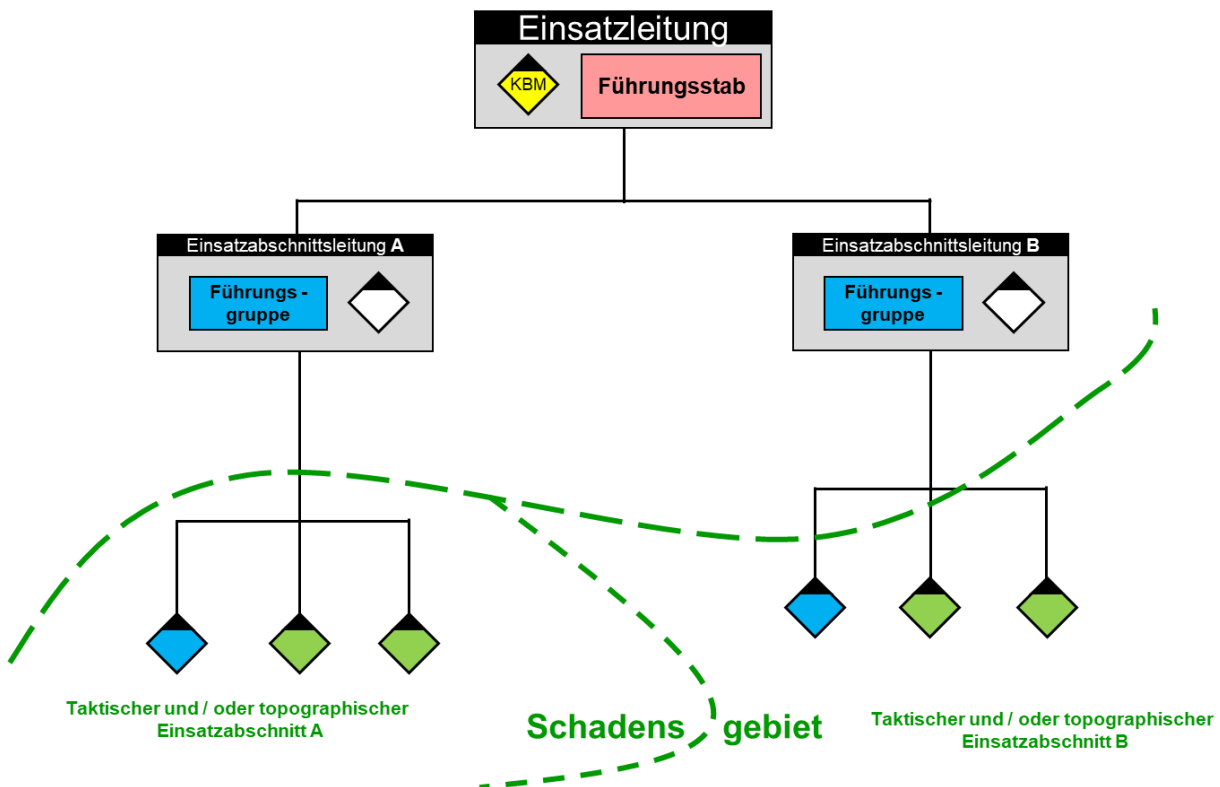 Einsatzleitung
KBM
Führungsstab
Einsatzabschnittsleitung A
Führungs -
gruppe
Einsatzabschnittsleitung B
Führungs -
gruppe
Taktischer und / oder topographischer
Einsatzabschnitt A
Schadens gebiet
Taktischer und / oder topographischer
Einsatzabschnitt B